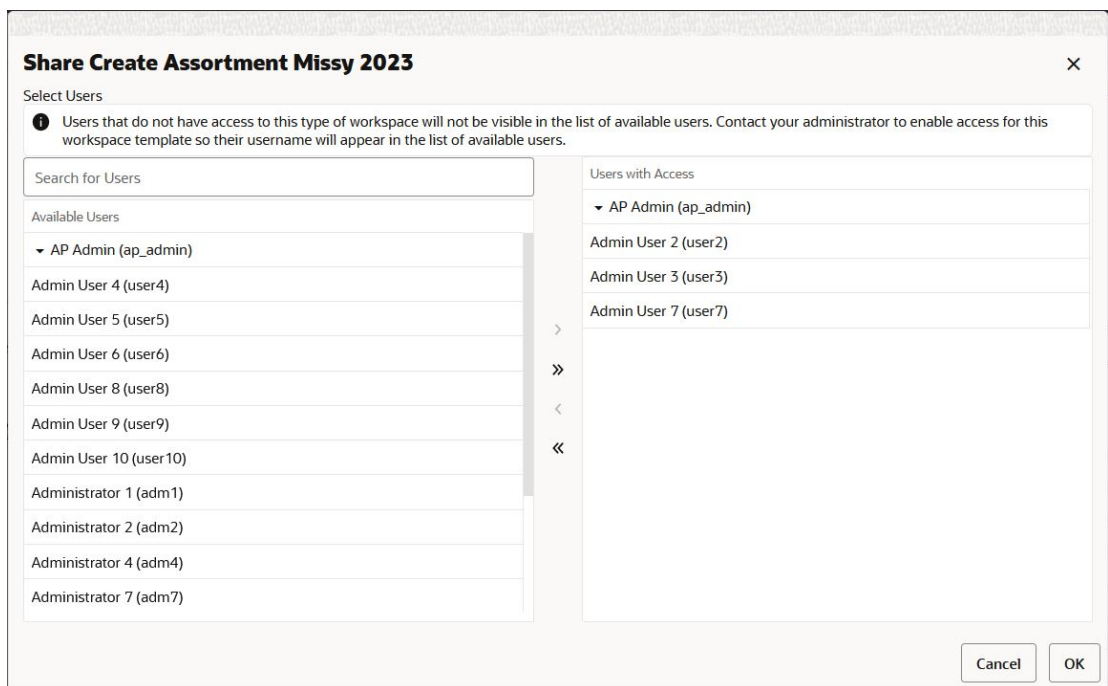 Share Create Assortment Missy 2023
Select Users
Users that do not have access to this type of workspace will not be visible in the list of available users. Contact your administrator to enable access for this
workspace template so their username will appear in the list of available users.
Search for Users
Available Users
AP Admin (ap_admin)
Admin User 4 (user4)
Admin User 5 (user5)
Admin User 6 (user6)
Admin User 8 (user8)
Admin User 9 (user9)
Admin User 10 (user10)
Administrator 1 (adm1)
Administrator 2 (adm2)
Administrator 4 (adm4)
Administrator 7 (adm7)
Users with Access
AP Admin (ap_admin)
Admin User 2 (user2)
Admin User 3 (user3)
Admin User 7 (user7)
Cancel
OK